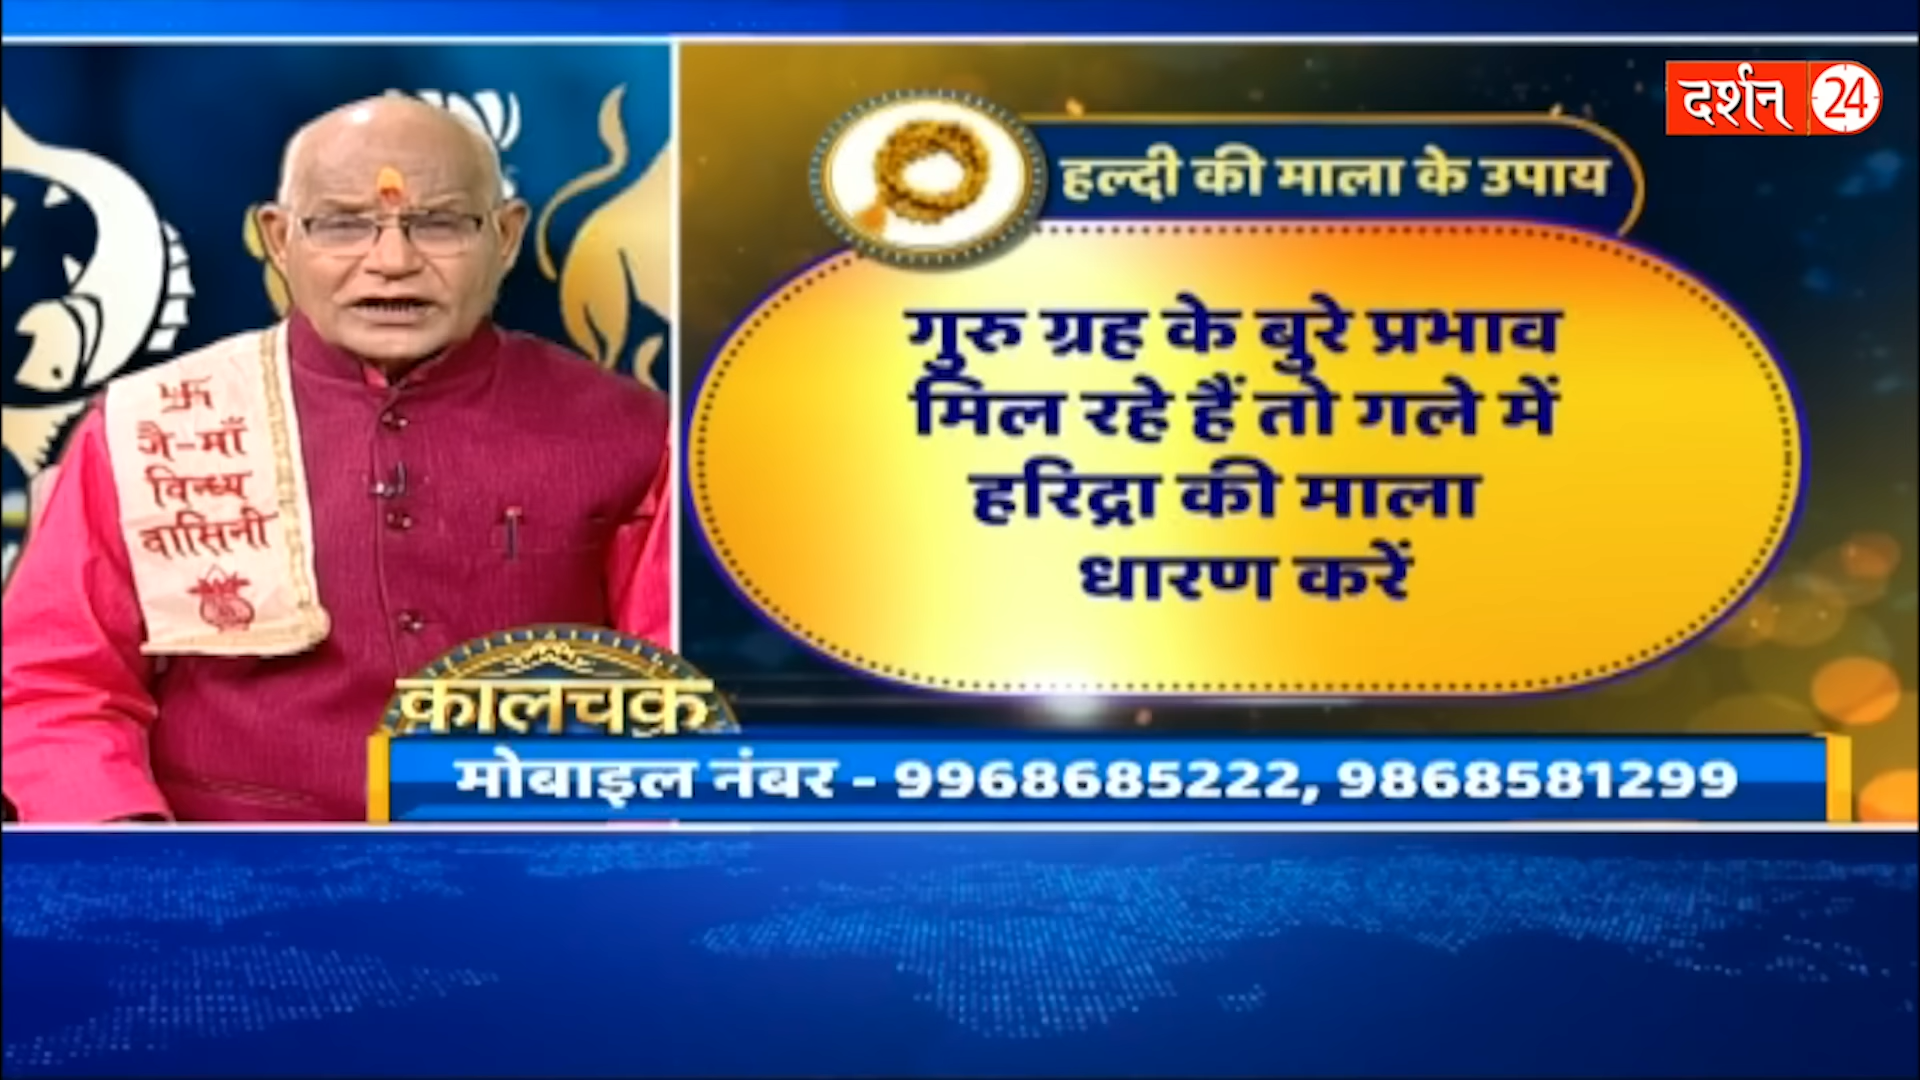 दर्शन 24
हल्दी की माला के उपाय
गुरु ग्रह के बुरे प्रभाव
मिल रहे हैं तो गले में
हरिद्रा की माला
धारण करें
जै-माँ
विन्ध्य
वासिनी
कालचक्र
मोबाइल नंबर - 9968685222, 9868581299